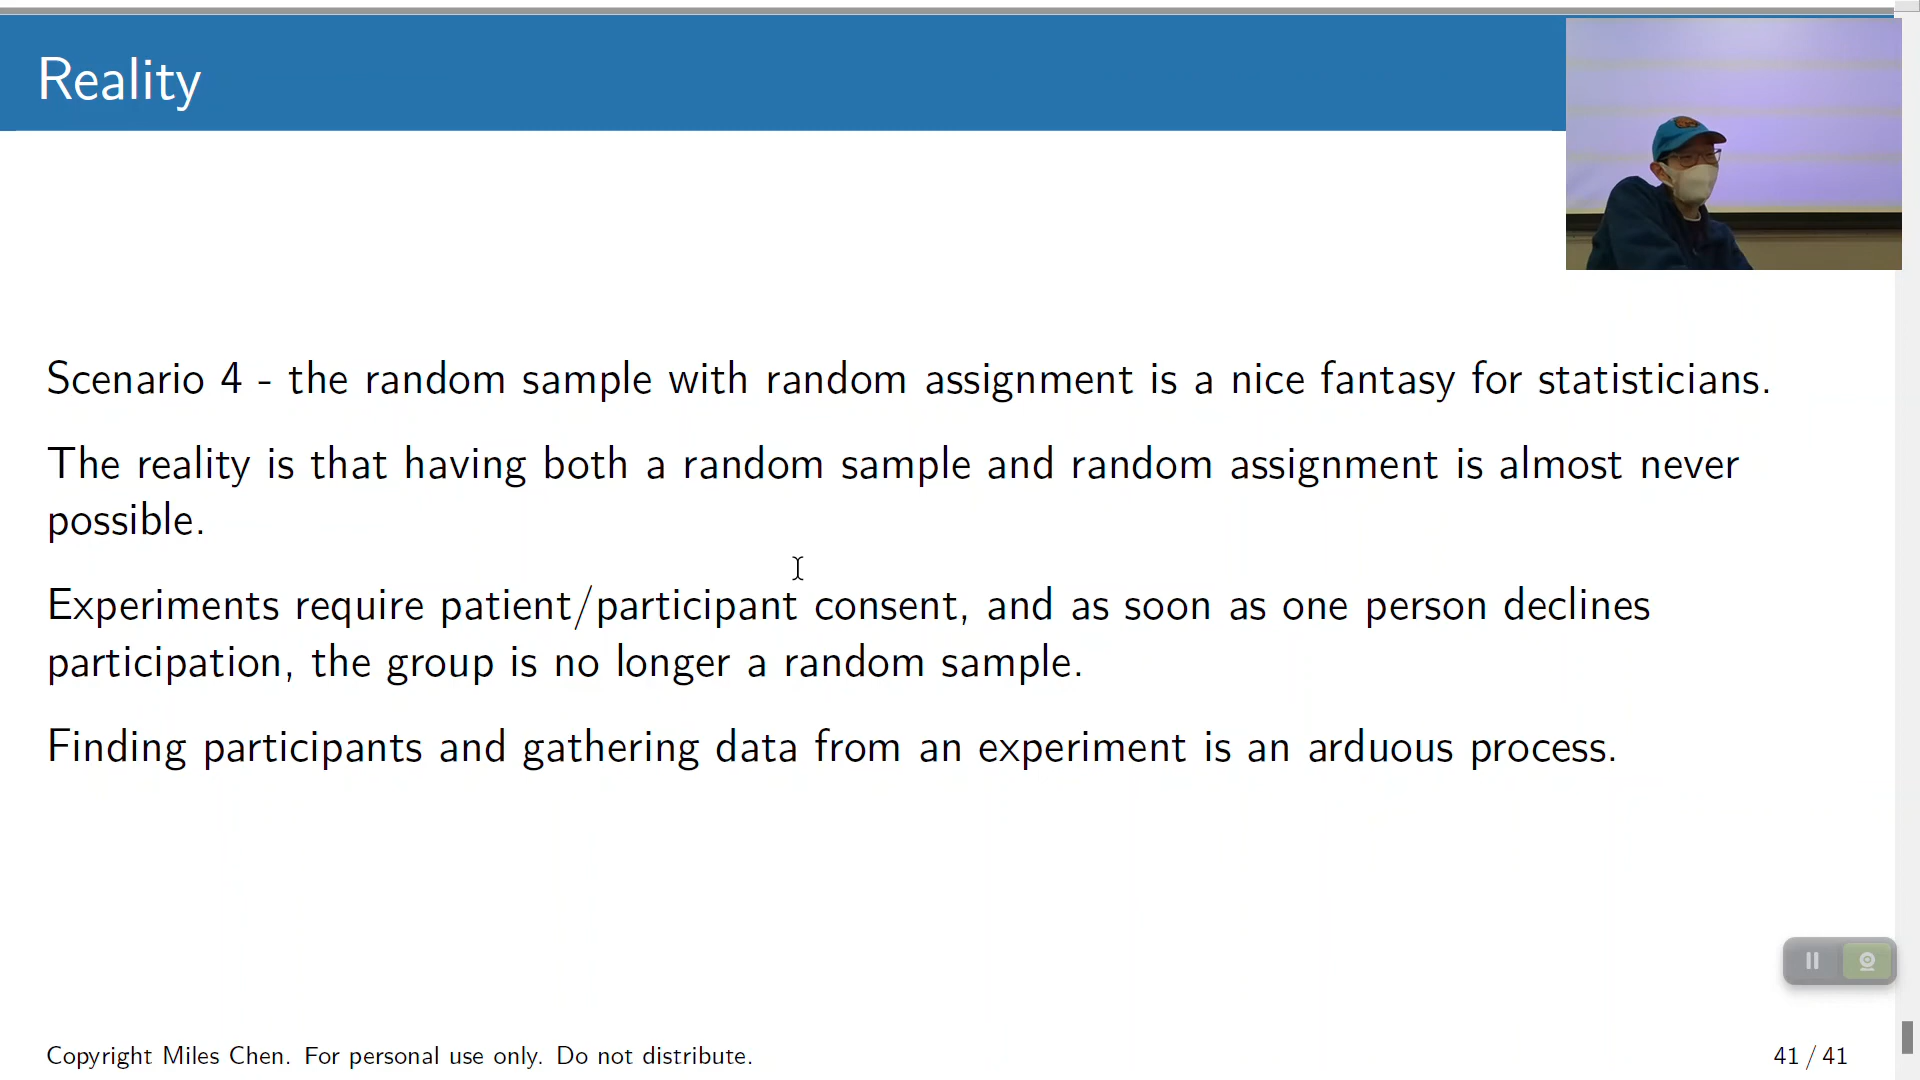 Reality
Scenario 4 - the random sample with random assignment is a nice fantasy for statisticians.
The reality is that having both a random sample and random assignment is almost never
possible.
Experiments require patient/participant consent, and as soon as one person declines
participation, the group is no longer a random sample.
Finding participants and gathering data from an experiment is an arduous process.
Copyright Miles Chen. For personal use only. Do not distribute.
41 / 41